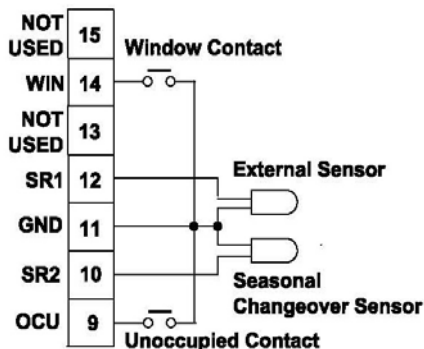 NOT
USED 15
Window Contact
WIN 14
NOT
USED 13
External Sensor
SR1 12
GND 11
SR2 10
Seasonal
Changeover Sensor
OCU 9
Unoccupied Contact